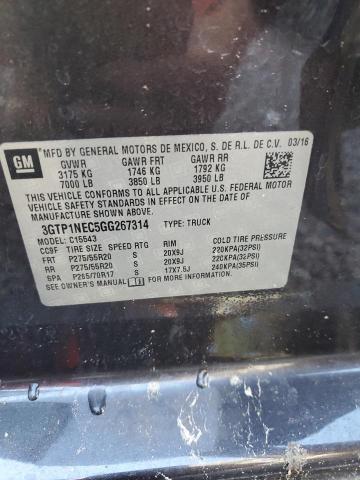 GM
MFD BY GENERAL MOTORS DE MEXICO, S. DE R.L. DE C.V. 03/16
GVWR GAWR FRT GAWR RR
3175 KG 1746 KG 1792 KG
7000 LB 3850 LB 3950 LB
THIS VEHICLE CONFORMS TO ALL APPLICABLE U.S. FEDERAL MOTOR
VEHICLE SAFETY STANDARDS IN EFFECT ON THE DATE OF
MANUFACTURE SHOWN ABOVE.
3GTP1NEC5GG267314 TYPE: TRUCK
MODEL: C15543
CC9F TIRE SIZE SPEED RTG RIM COLD TIRE PRESSURE
FRT P275/55R20 S 20X9J 220KPA(32PSI)
RR P275/55R20 S 20X9J 220KPA(32PSI)
SPA P265/70R17 S 17X7.5J 240KPA(35PSI)
SEE OWNER'S MANUAL FOR ADDITIONAL INFORMATION.